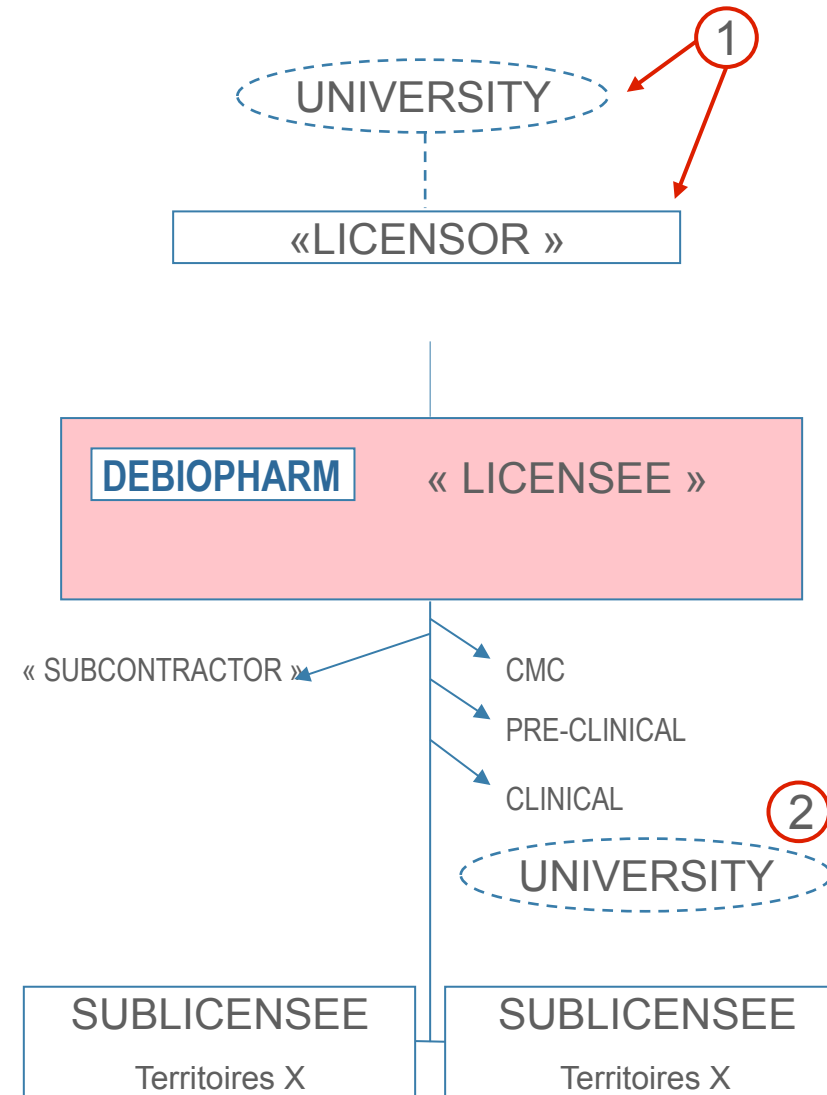 1
UNIVERSITY
«LICENSOR »
DEBIOPHARM « LICENSEE »
« SUBCONTRACTOR »
CMC
PRE-CLINICAL
CLINICAL
2
UNIVERSITY
SUBLICENSEE SUBLICENSEE
Territoires X Territoires X